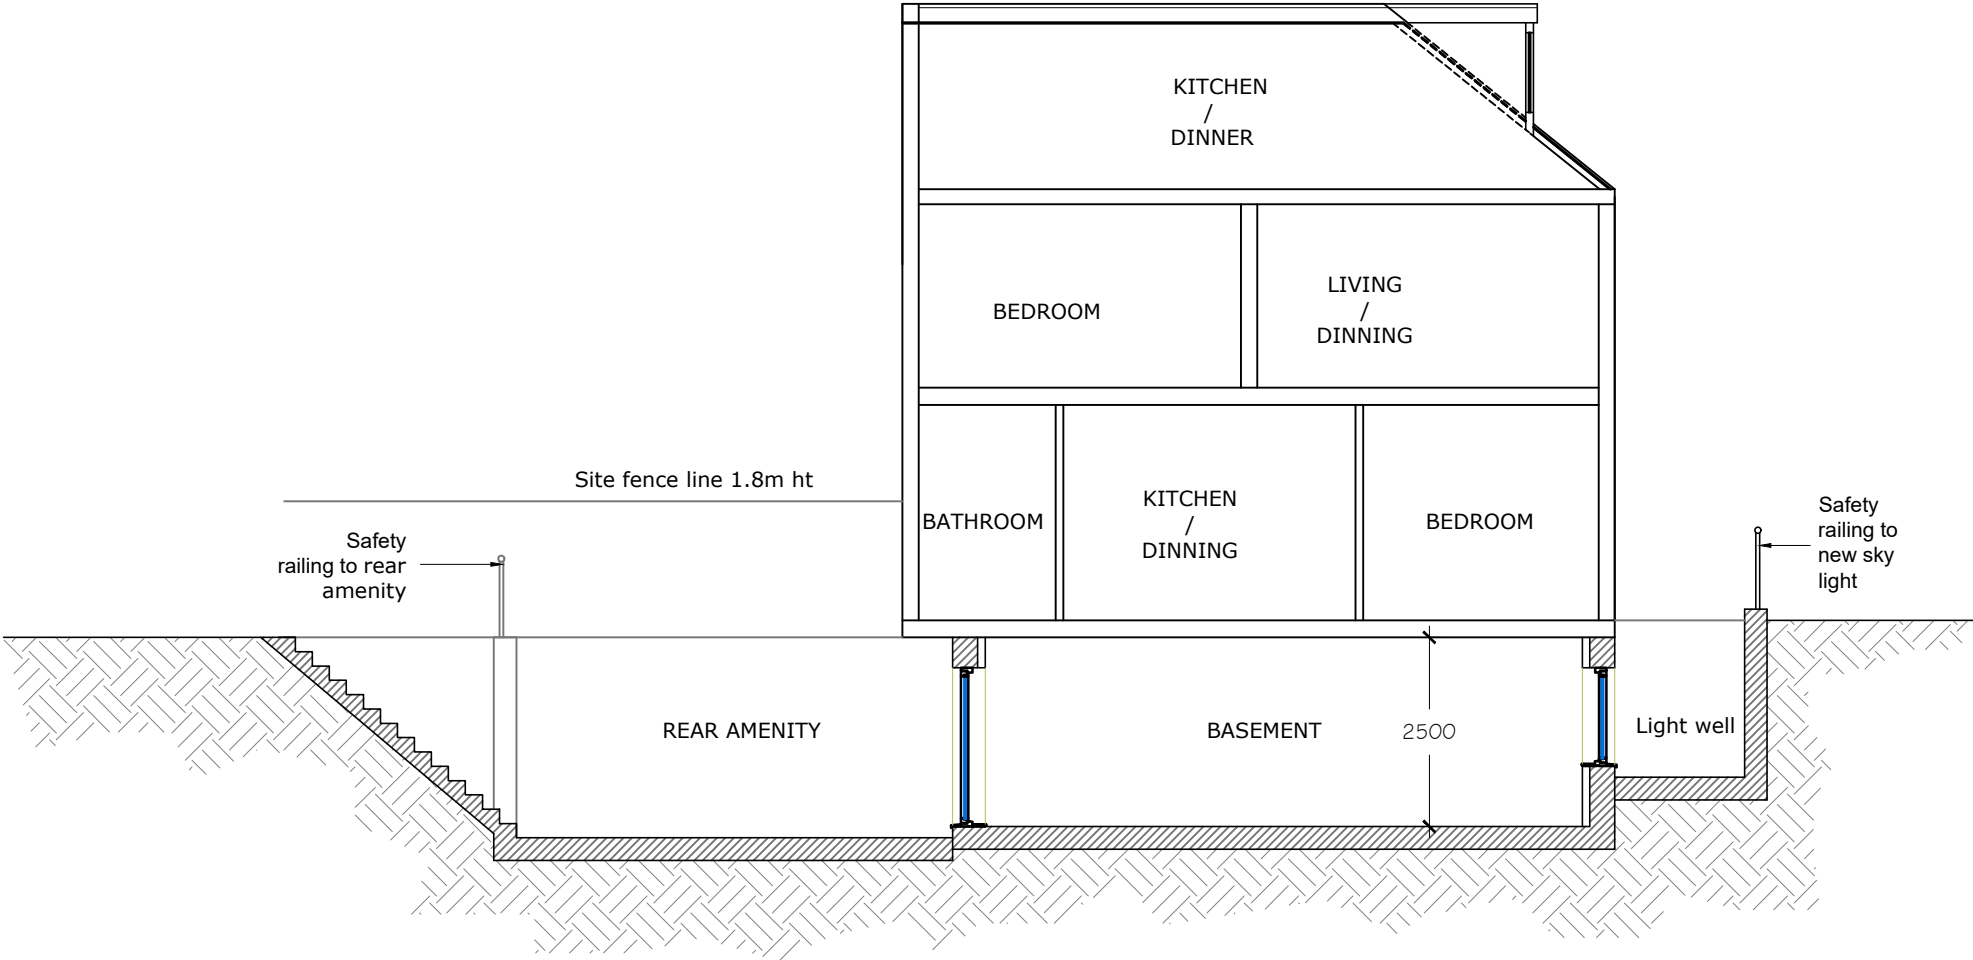 KITCHEN
/
DINNER
BEDROOM
LIVING
/
DINNING
Site fence line 1.8m ht
BATHROOM
KITCHEN
/
DINNING
BEDROOM
Safety
railing to rear
amenity
Safety
railing to
new sky
light
REAR AMENITY
BASEMENT
2500
Light well